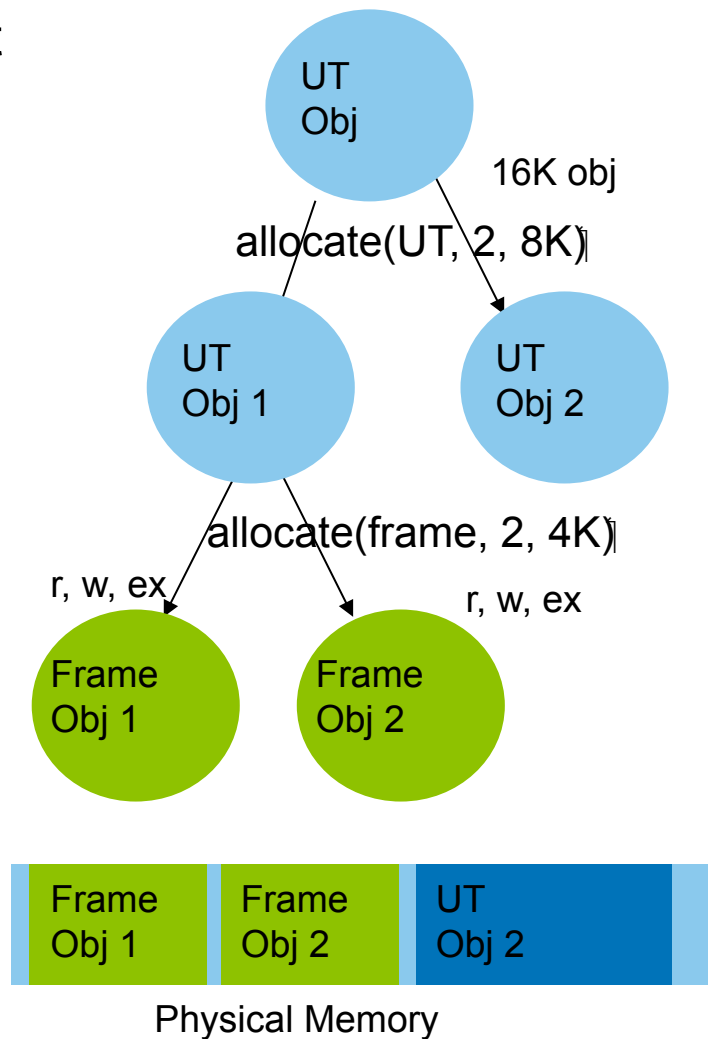 UT
Obj
16K obj
allocate(UT, 2, 8K)
UT
Obj 1
UT
Obj 2
allocate(frame, 2, 4K)
r, w, ex
r, w, ex
Frame
Obj 1
Frame
Obj 2
Frame
Obj 1
Frame
Obj 2
UT
Obj 2
Physical Memory